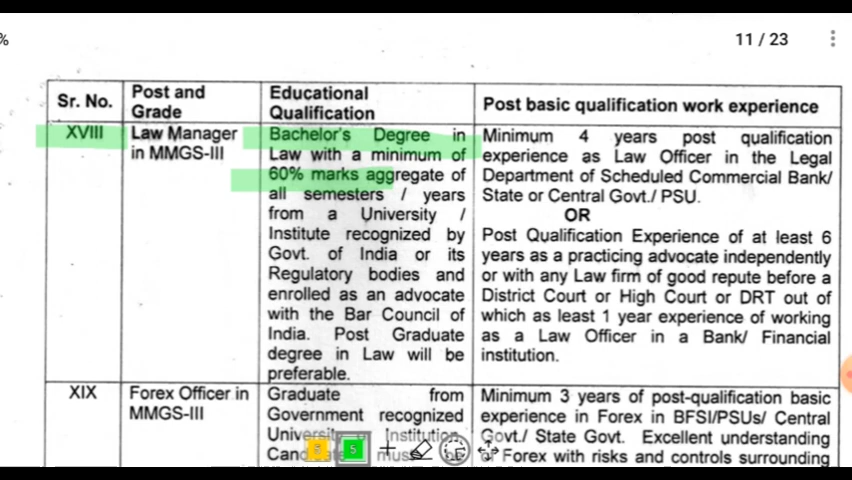 %
11 / 23
Sr. No.
Post and
Grade
Educational
Qualification
Post basic qualification work experience
XVIII
Law Manager
in MMGS-III
Bachelor's Degree in
Law with a minimum of
60% marks aggregate of
all semesters / years
from a University /
Institute recognized by
Govt. of India or its
Regulatory bodies and
enrolled as an advocate
with the Bar Council of
India. Post Graduate
degree in Law will be
preferable.
Minimum 4 years post qualification
experience as Law Officer in the Legal
Department of Scheduled Commercial Bank/
State or Central Govt./ PSU.
OR
Post Qualification Experience of at least 6
years as a practicing advocate independently
or with any Law firm of good repute before a
District Court or High Court or DRT out of
which as least 1 year experience of working
as a Law Officer in a Bank/ Financial
institution.
XIX
Forex Officer in
MMGS-III
Graduate from
Government recognized
Institution.
must be
Minimum 3 years of post-qualification basic
experience in Forex in BFSI/PSUs/ Central
Govt./ State Govt. Excellent understanding
of Forex with risks and controls surrounding
5